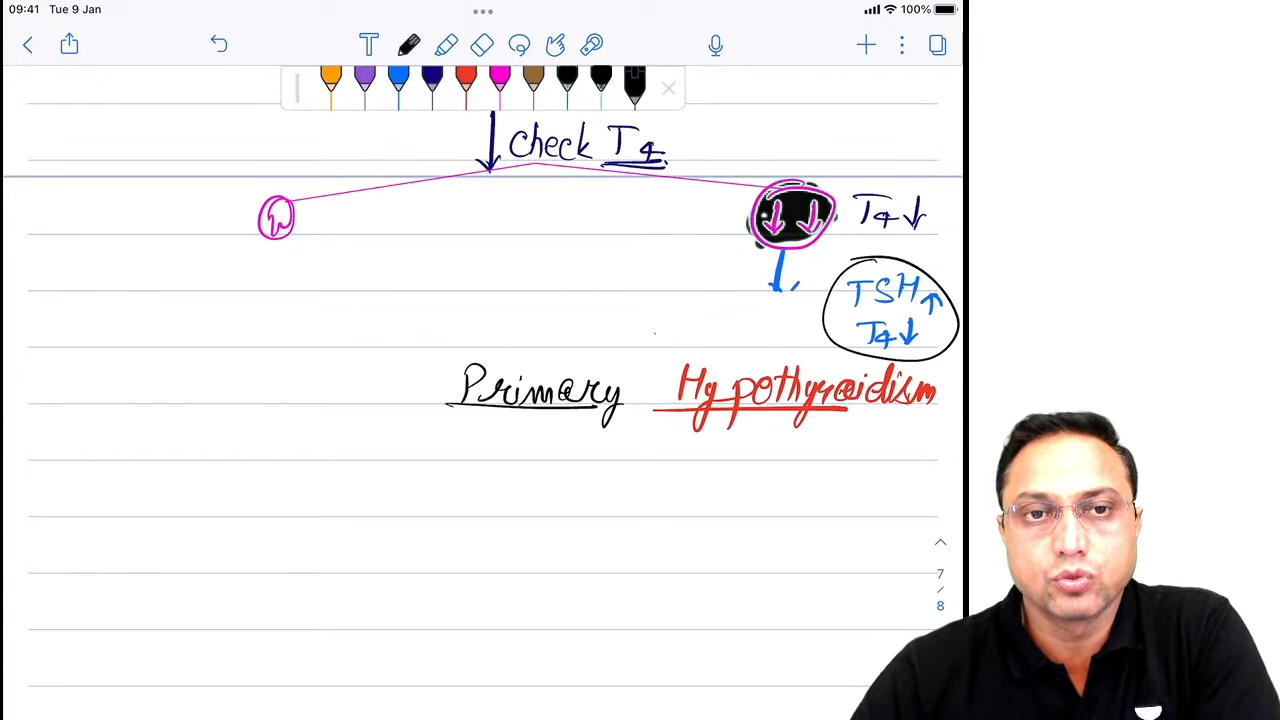 09:41 Tue 9 Jan 100%
T
Check T4.
N
T4↓
↓ ↓
TSH↑
T4↓
Primary Hypothyroidism
7
/
8